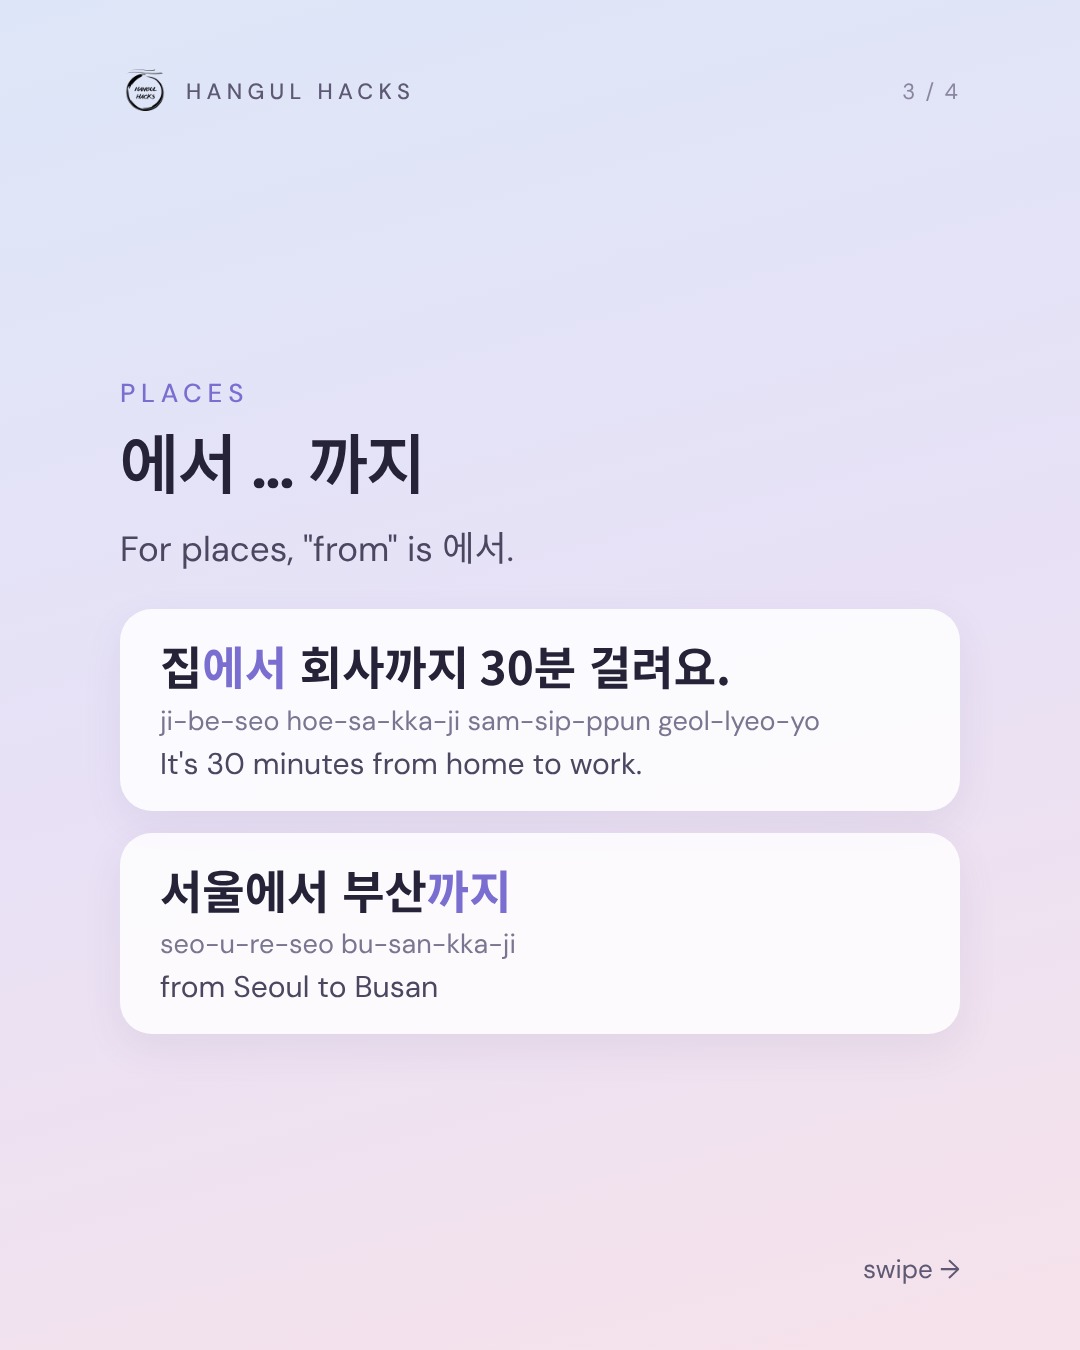 HANGUL HACKS
HANGUL HACKS
3 / 4
PLACES
에서 ... 까지
For places, "from" is 에서.
집에서 회사까지 30분 걸려요.
ji-be-seo hoe-sa-kka-ji sam-sip-ppun geol-lyeo-yo
It's 30 minutes from home to work.
서울에서 부산까지
seo-u-re-seo bu-san-kka-ji
from Seoul to Busan
swipe →